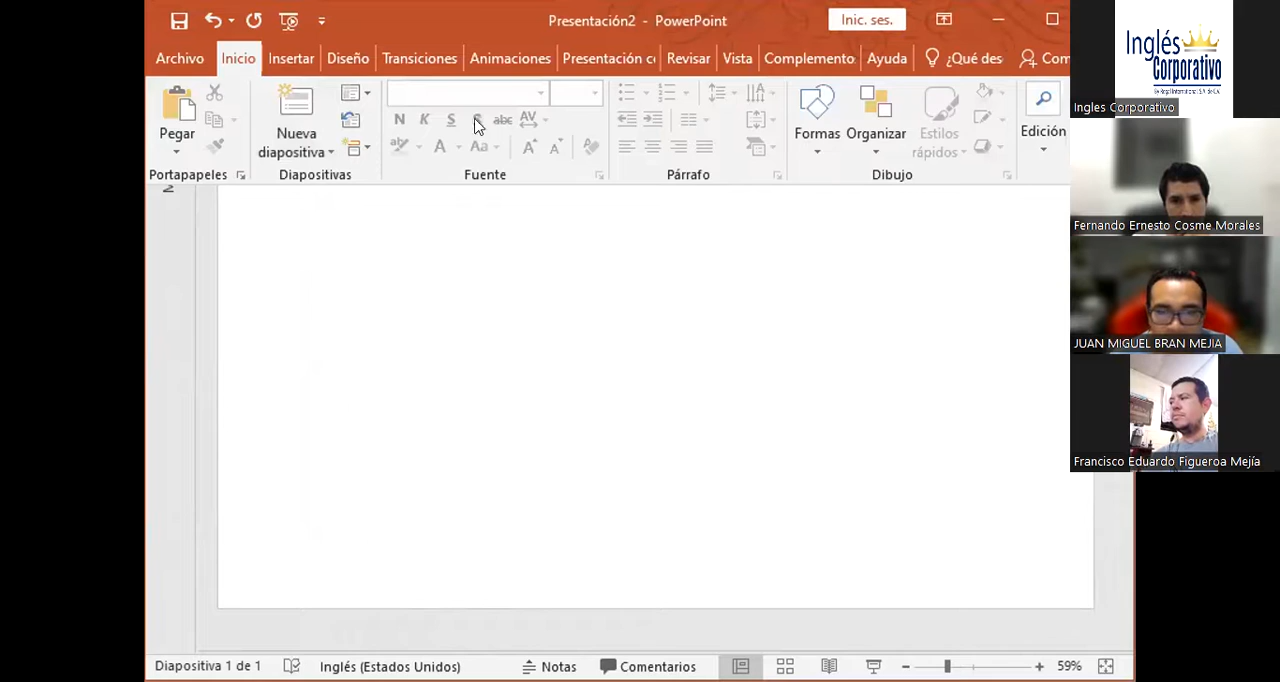 Presentación2 - PowerPoint
Inic. ses.
Archivo Inicio Insertar Diseño Transiciones Animaciones Presentación c Revisar Vista Complemento Ayuda ¿Qué des Com
Pegar
Nueva
diapositiva
N K S abc AV
A Aa A A
Formas Organizar Estilos
rápidos
Edición
Portapapeles Diapositivas Fuente Párrafo Dibujo
Diapositiva 1 de 1 Inglés (Estados Unidos) Notas Comentarios 59%
Inglés
Corporativo
Ingles Corporativo
Fernando Ernesto Cosme Morales
JUAN MIGUEL BRAN MEJIA
Francisco Eduardo Figueroa Mejía